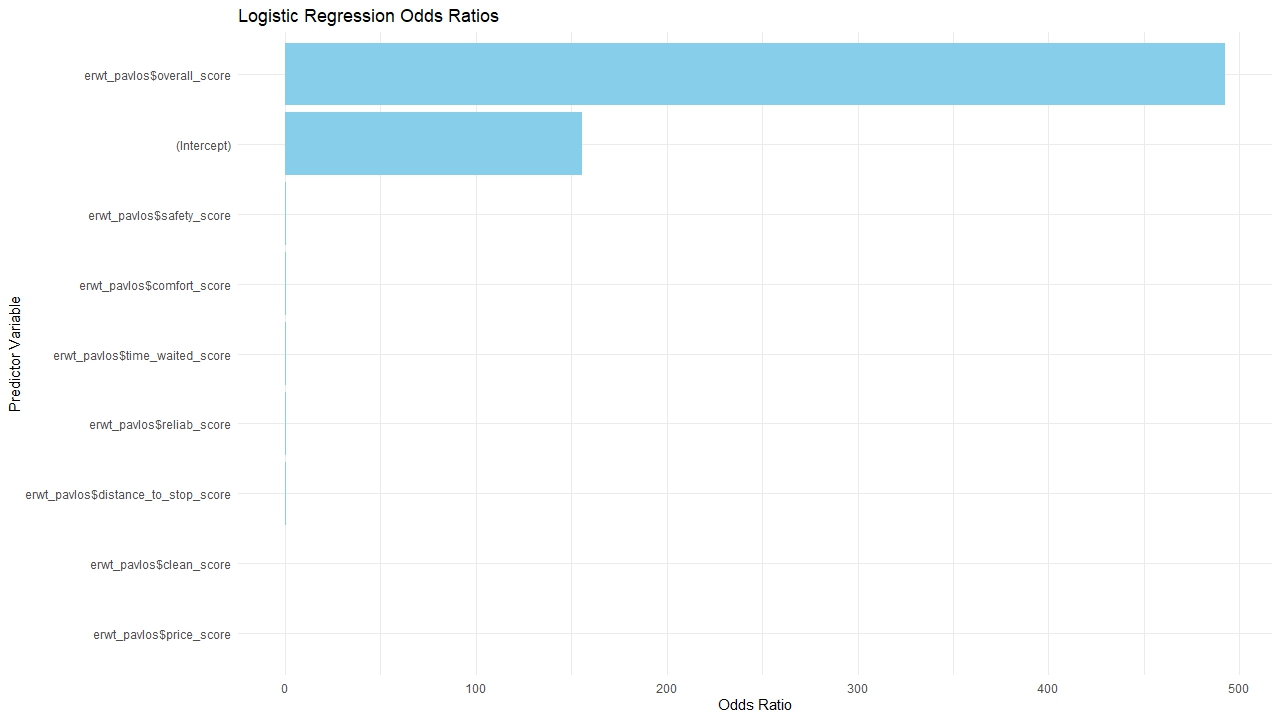 Logistic Regression Odds Ratios
Predictor Variable
erwt_pavlos$overall_score
(Intercept)
erwt_pavlos$safety_score
erwt_pavlos$comfort_score
erwt_pavlos$time_waited_score
erwt_pavlos$reliab_score
erwt_pavlos$distance_to_stop_score
erwt_pavlos$clean_score
erwt_pavlos$price_score
0 100 200 300 400 500
Odds Ratio